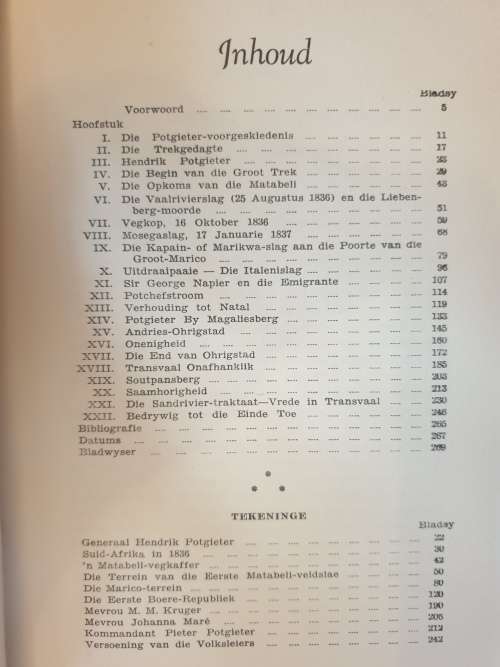 Inhoud
Bladsy
Voorwoord .... 5
Hoofstuk
I. Die Potgieter-voorgeskiedenis .... 11
II. Die Trekgedagte .... 17
III. Hendrik Potgieter .... 23
IV. Die Begin van die Groot Trek .... 29
V. Die Opkoms van die Matabeli .... 43
VI. Die Vaalrivierslag (25 Augustus 1836) en die Lieben-
berg-moorde .... 51
VII. Vegkop, 16 Oktober 1836 .... 59
VIII. Mosegaslag, 17 Januarie 1837 .... 68
IX. Die Kapain- of Marikwa-slag aan die Poorte van die
Groot-Marico .... 79
X. Uitdraaipaaie — Die Italenislag .... 96
XI. Sir George Napier en die Emigrante .... 107
XII. Potchefstroom .... 114
XIII. Verhouding tot Natal .... 119
XIV. Potgieter By Magaliesberg .... 133
XV. Andries-Ohrigstad .... 145
XVI. Onenigheid .... 160
XVII. Die End van Ohrigstad .... 172
XVIII. Transvaal Onafhanklik .... 185
XIX. Soutpansberg .... 203
XX. Saamhorigheid .... 213
XXI. Die Sandrivier-traktaat—Vrede in Transvaal .... 230
XXII. Bedrywig tot die Einde Toe .... 246
Bibliografie .... 265
Datums .... 267
Bladwyser .... 269
TEKENINGE
Bladsy
Generaal Hendrik Potgieter .... 22
Suid-Afrika in 1836 .... 30
'n Matabeli-vegkaffer .... 42
Die Terrein van die Eerste Matabeli-veldslae .... 50
Die Marico-terrein .... 80
Die Eerste Boere-Republiek .... 120
Mevrou M. M. Kruger .... 190
Mevrou Johanna Maré .... 205
Kommandant Pieter Potgieter .... 212
Versoening van die Volksleiers .... 242